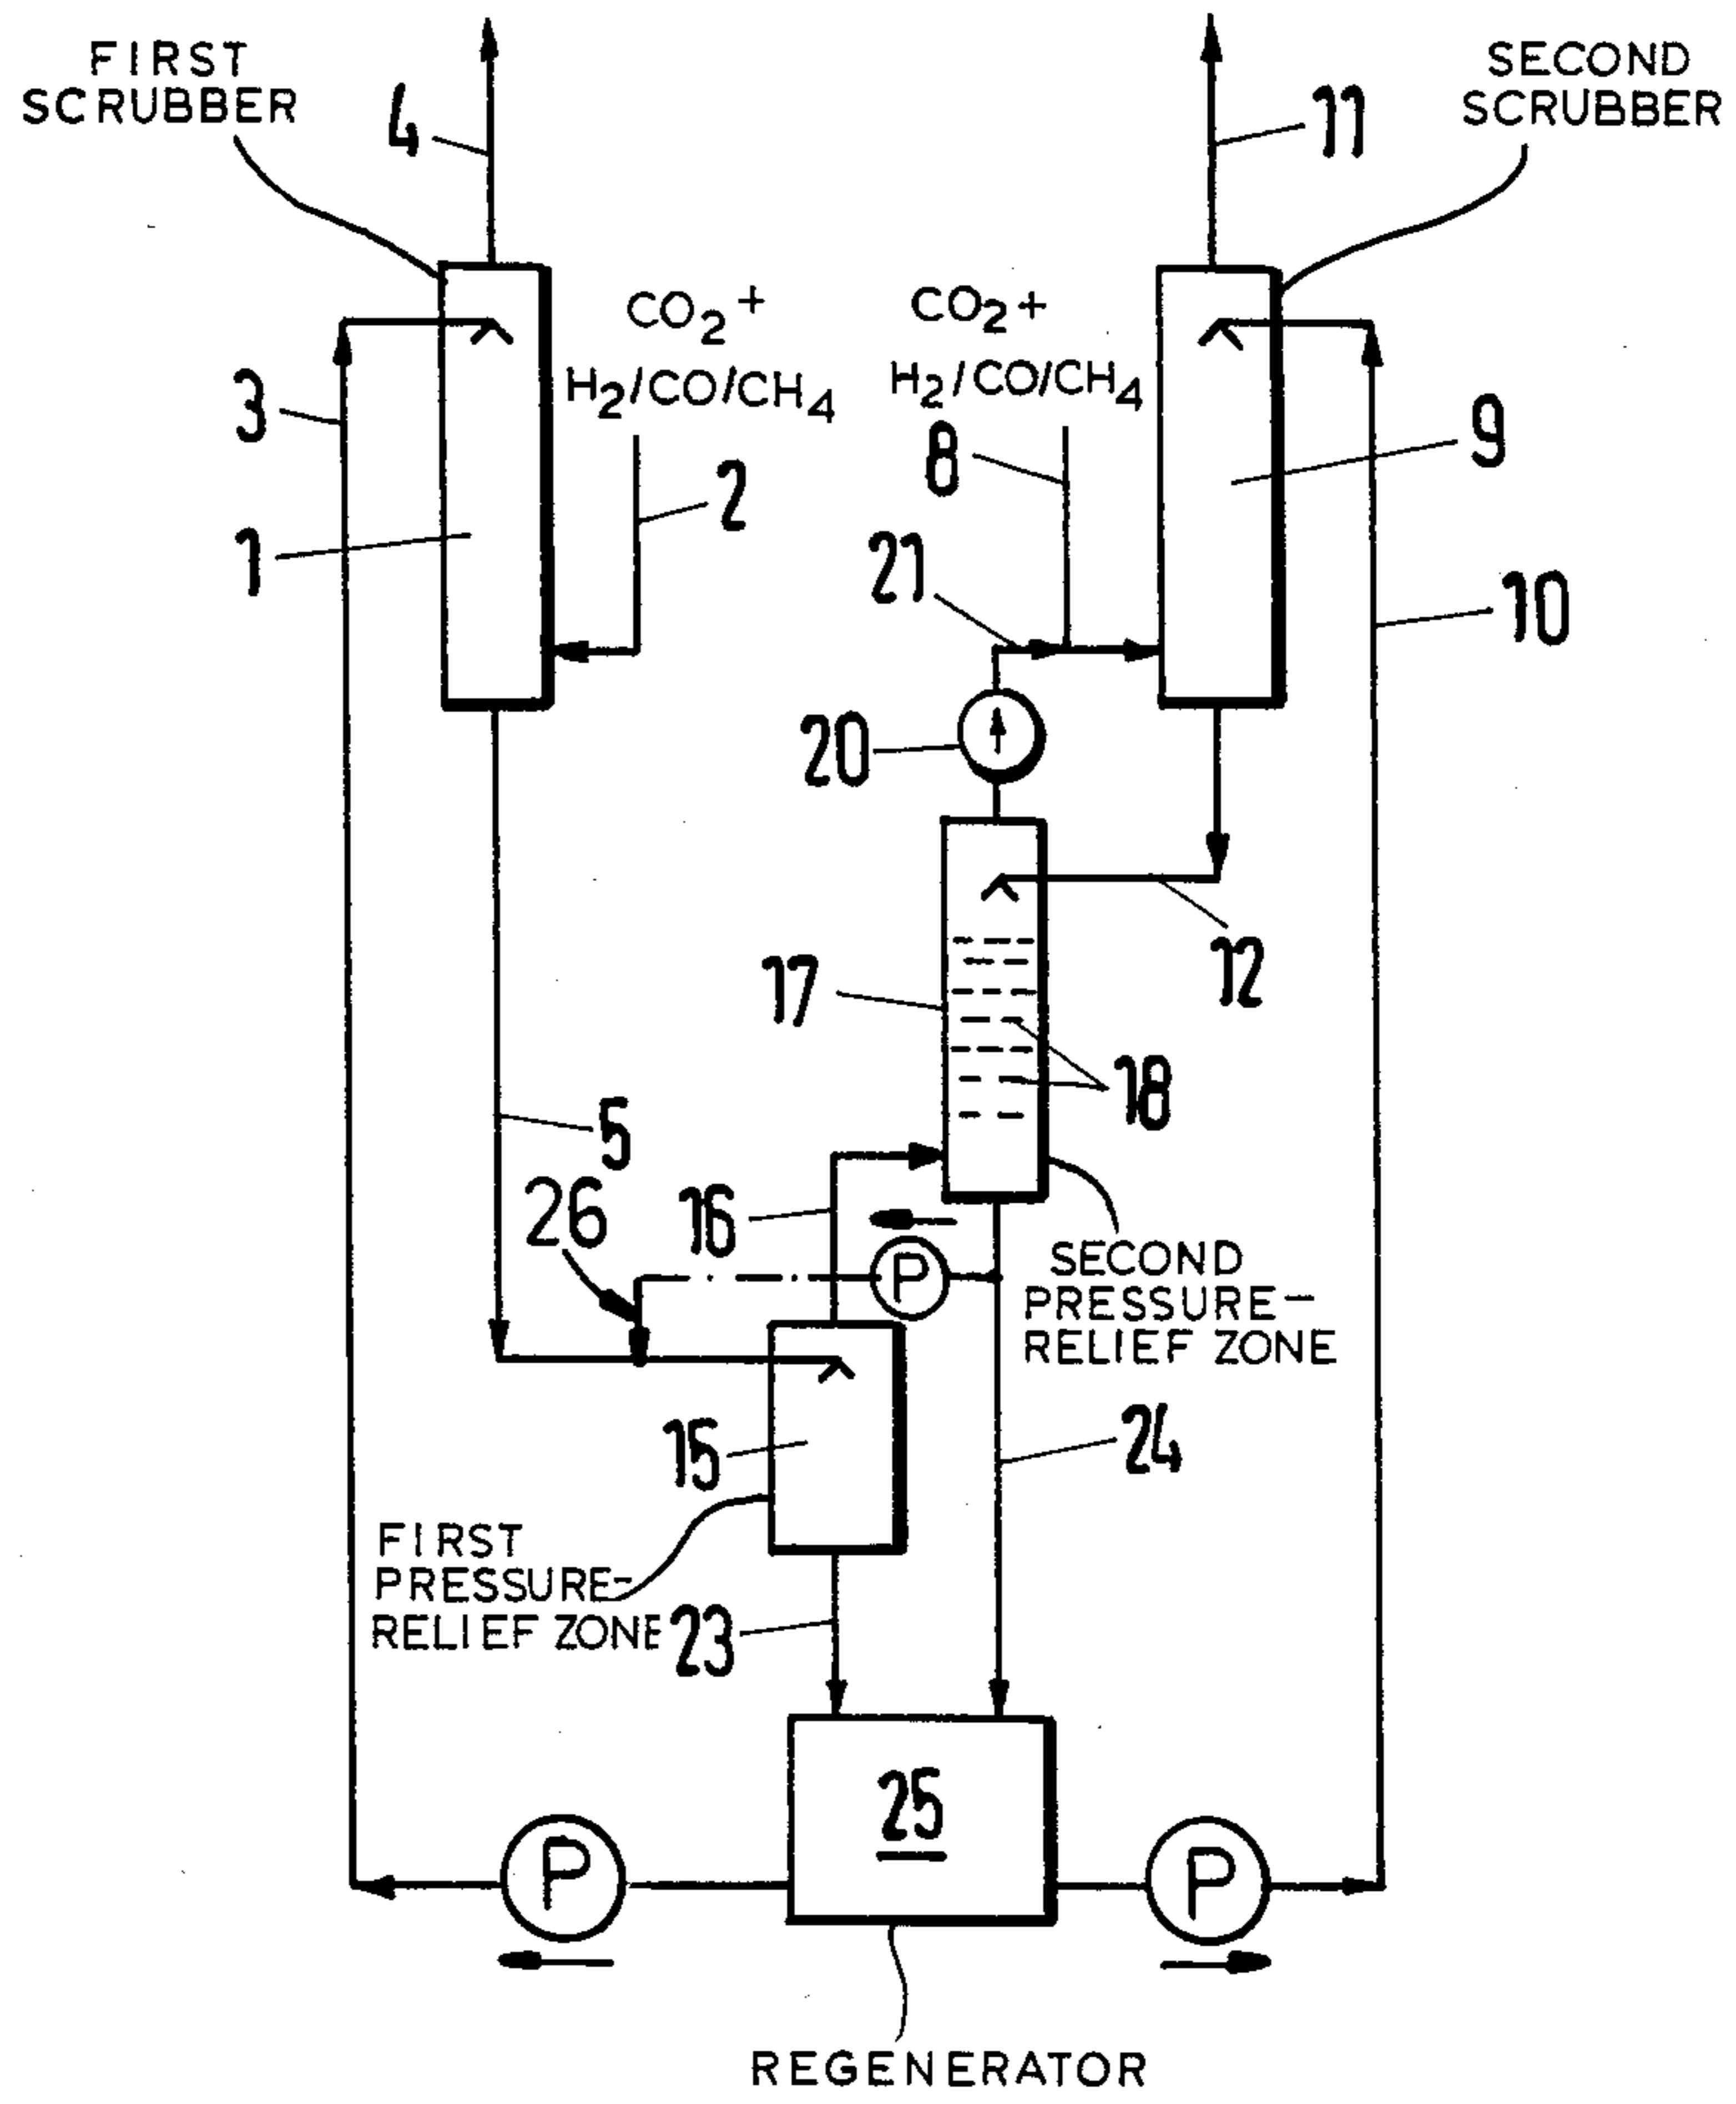 FIRST
SCRUBBER
4
11
SECOND
SCRUBBER
CO2+
H2/CO/CH4
CO2+
H2/CO/CH4
3
2
8
9
1
21
10
20
12
17
18
5
26
16
P
SECOND
PRESSURE-
RELIEF ZONE
15
24
FIRST
PRESSURE-
RELIEF ZONE
23
25
P
P
REGENERATOR